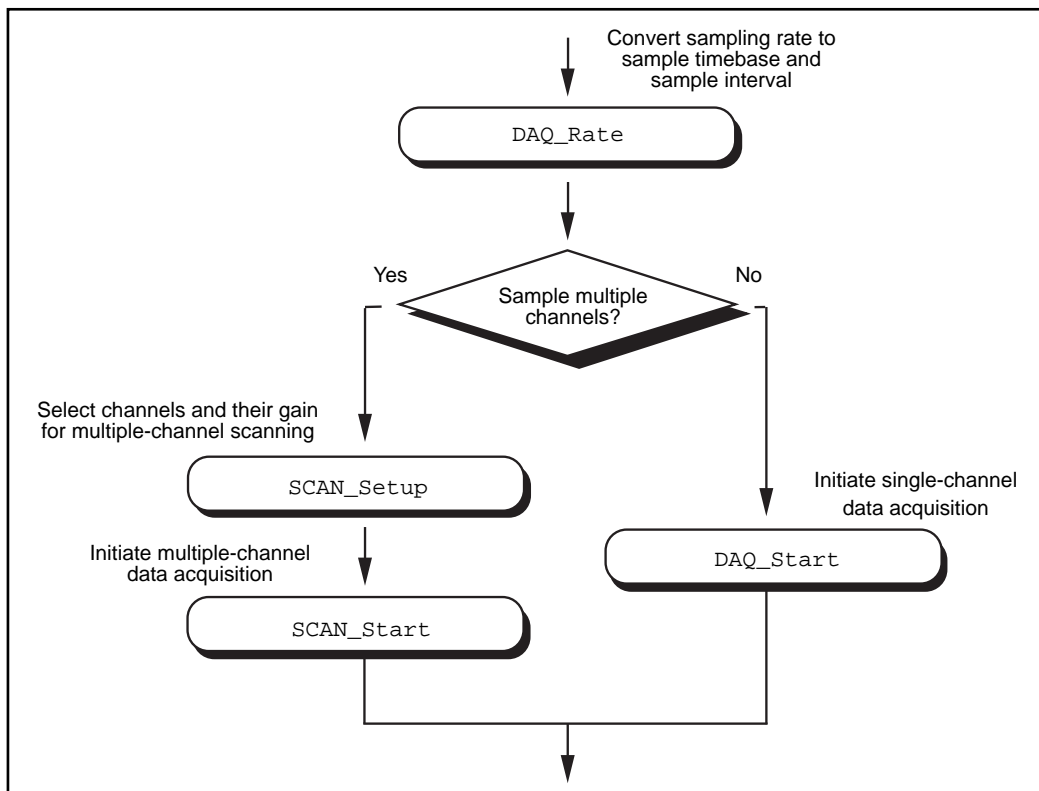 Convert sampling rate to
sample timebase and
sample interval
DAQ_Rate
Yes
No
Sample multiple
channels?
Select channels and their gain
for multiple-channel scanning
SCAN_Setup
Initiate single-channel
data acquisition
Initiate multiple-channel
data acquisition
DAQ_Start
SCAN_Start